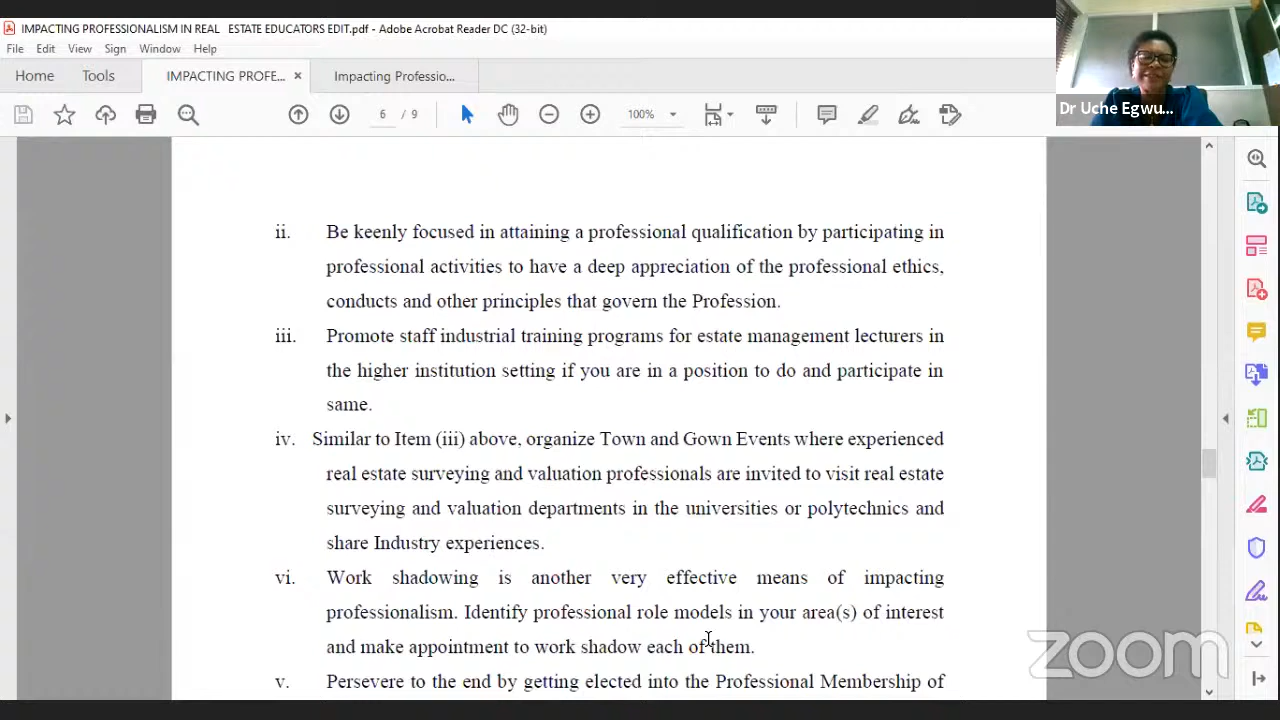 IMPACTING PROFESSIONALISM IN REAL ESTATE EDUCATORS EDIT.pdf - Adobe Acrobat Reader DC (32-bit)
File Edit View Sign Window Help
Home Tools IMPACTING PROFE... × Impacting Professio...
6 / 9 100%
Dr Uche Egwu...
ii. Be keenly focused in attaining a professional qualification by participating in
professional activities to have a deep appreciation of the professional ethics,
conducts and other principles that govern the Profession.
iii. Promote staff industrial training programs for estate management lecturers in
the higher institution setting if you are in a position to do and participate in
same.
iv. Similar to Item (iii) above, organize Town and Gown Events where experienced
real estate surveying and valuation professionals are invited to visit real estate
surveying and valuation departments in the universities or polytechnics and
share Industry experiences.
vi. Work shadowing is another very effective means of impacting
professionalism. Identify professional role models in your area(s) of interest
and make appointment to work shadow each of them.
v. Persevere to the end by getting elected into the Professional Membership of
zoom